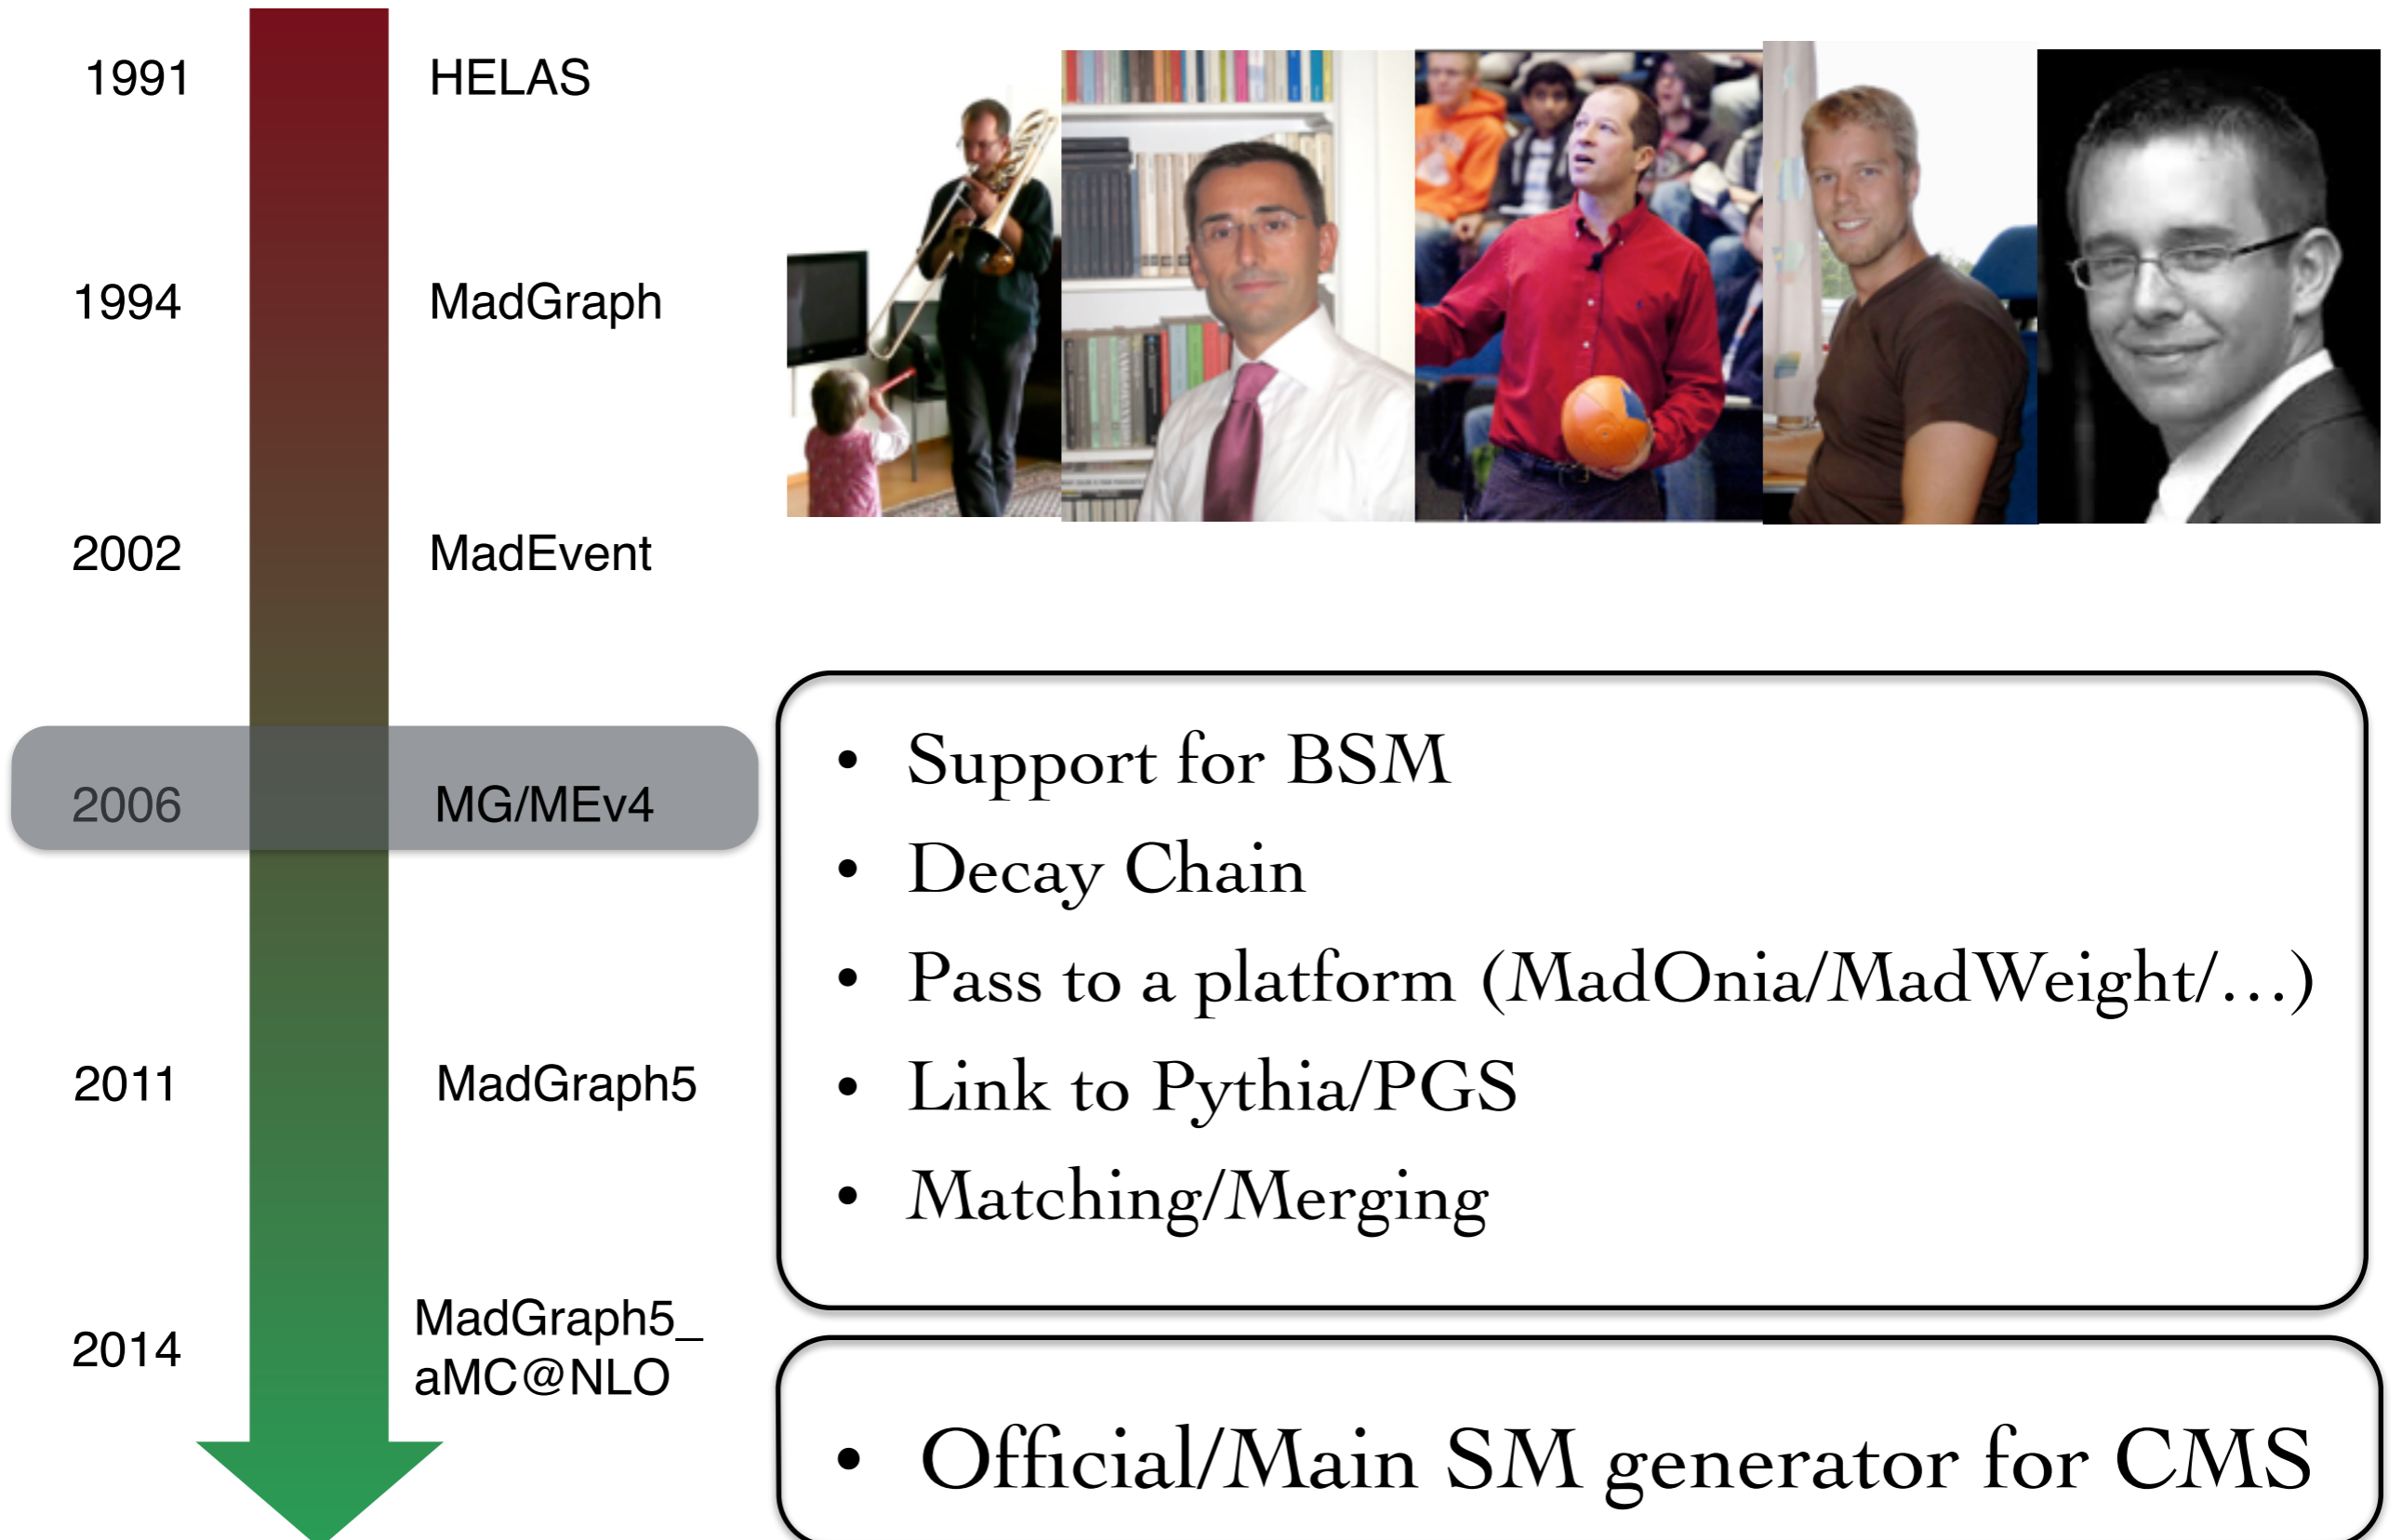 1991 HELAS
1994 MadGraph
2002 MadEvent
2006 MG/MEv4
2011 MadGraph5
2014 MadGraph5_
aMC@NLO
• Support for BSM
• Decay Chain
• Pass to a platform (MadOnia/MadWeight/…)
• Link to Pythia/PGS
• Matching/Merging
• Official/Main SM generator for CMS